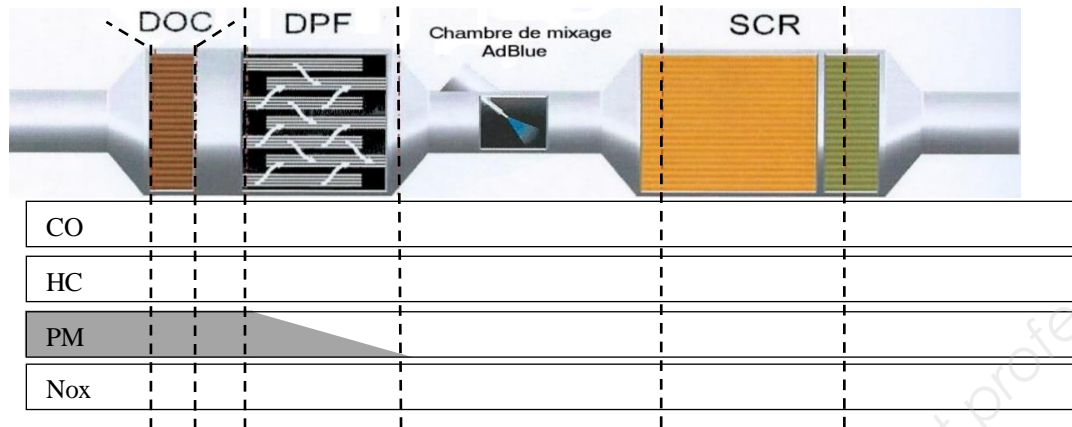 DOC DPF SCR
Chambre de mixage
AdBlue
CO
HC
PM
Nox